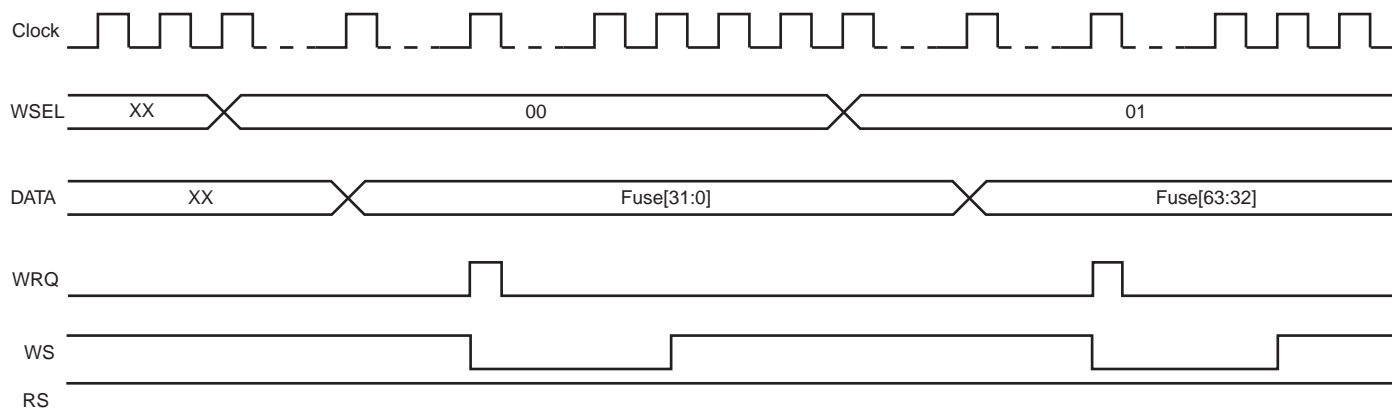 Clock
WSEL XX 00 01
DATA XX Fuse[31:0] Fuse[63:32]
WRQ
WS
RS